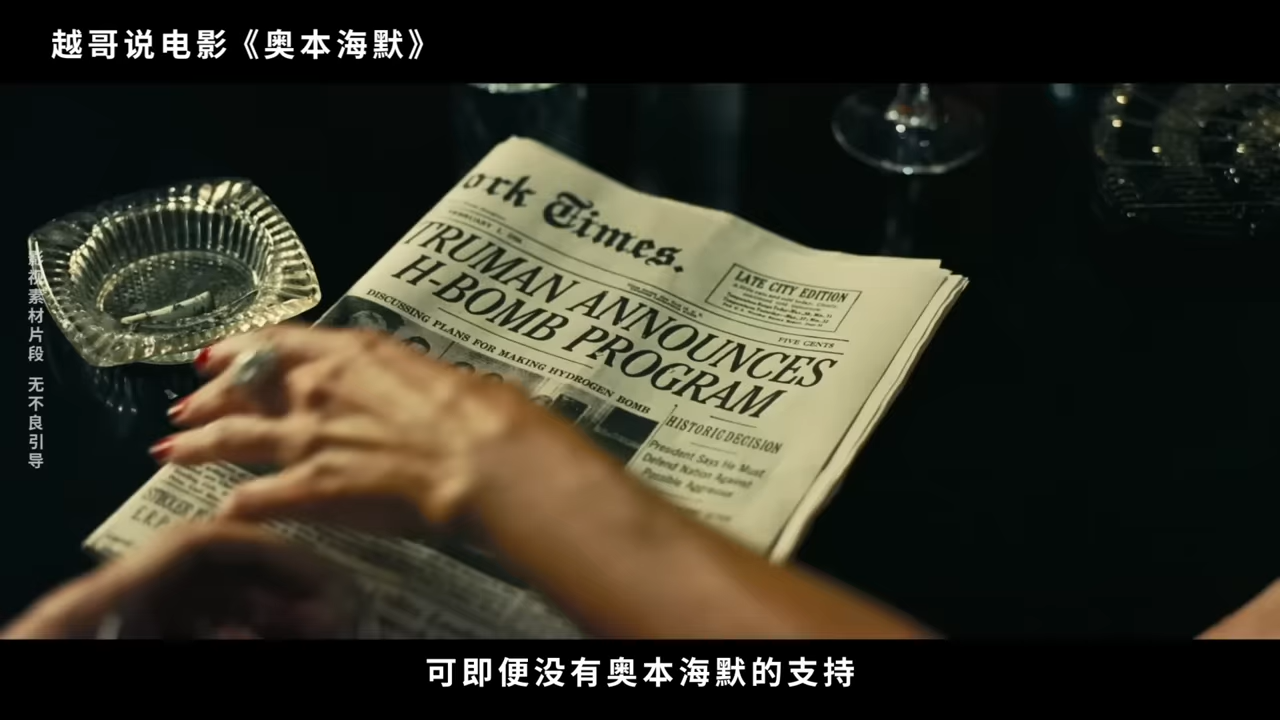 越哥说电影《奥本海默》
ork Times.
LATE CITY EDITION
FIVE CENTS
TRUMAN ANNOUNCES
H-BOMB PROGRAM
DISCUSSING PLANS FOR MAKING HYDROGEN BOMB
HISTORIC DECISION
President Says He Must
Defend Nation Against
Possible Aggressor
E.R.P.
影视素材片段 无不良引导
可即便没有奥本海默的支持